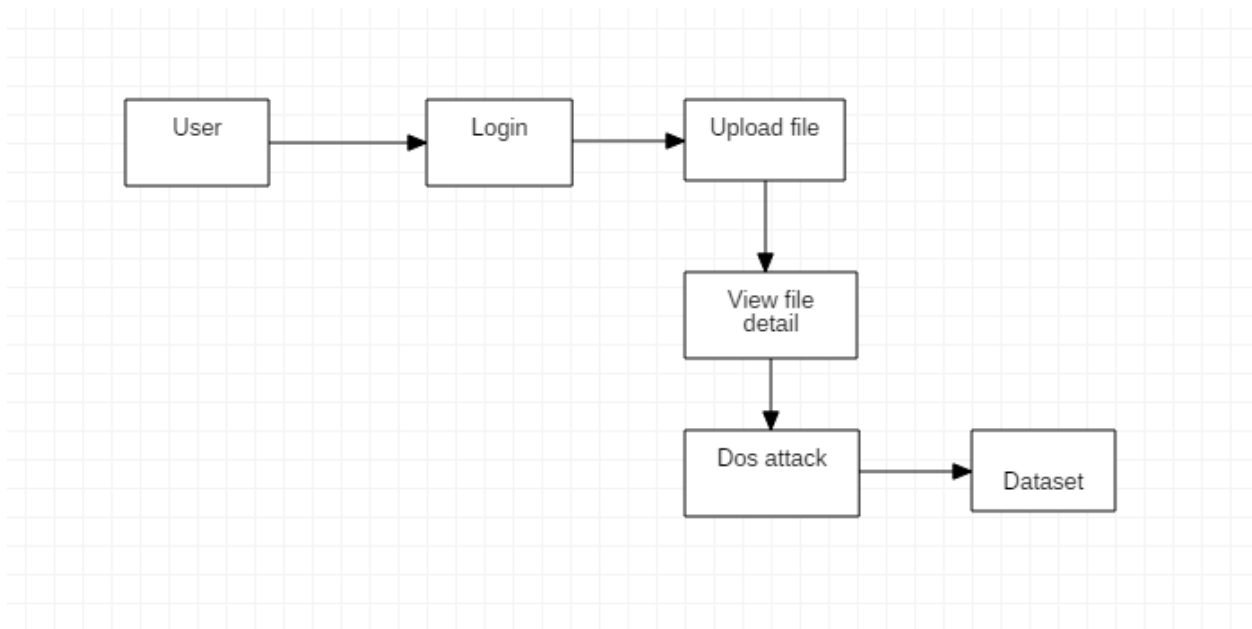 User
Login
Upload file
View file
detail
Dos attack
Dataset